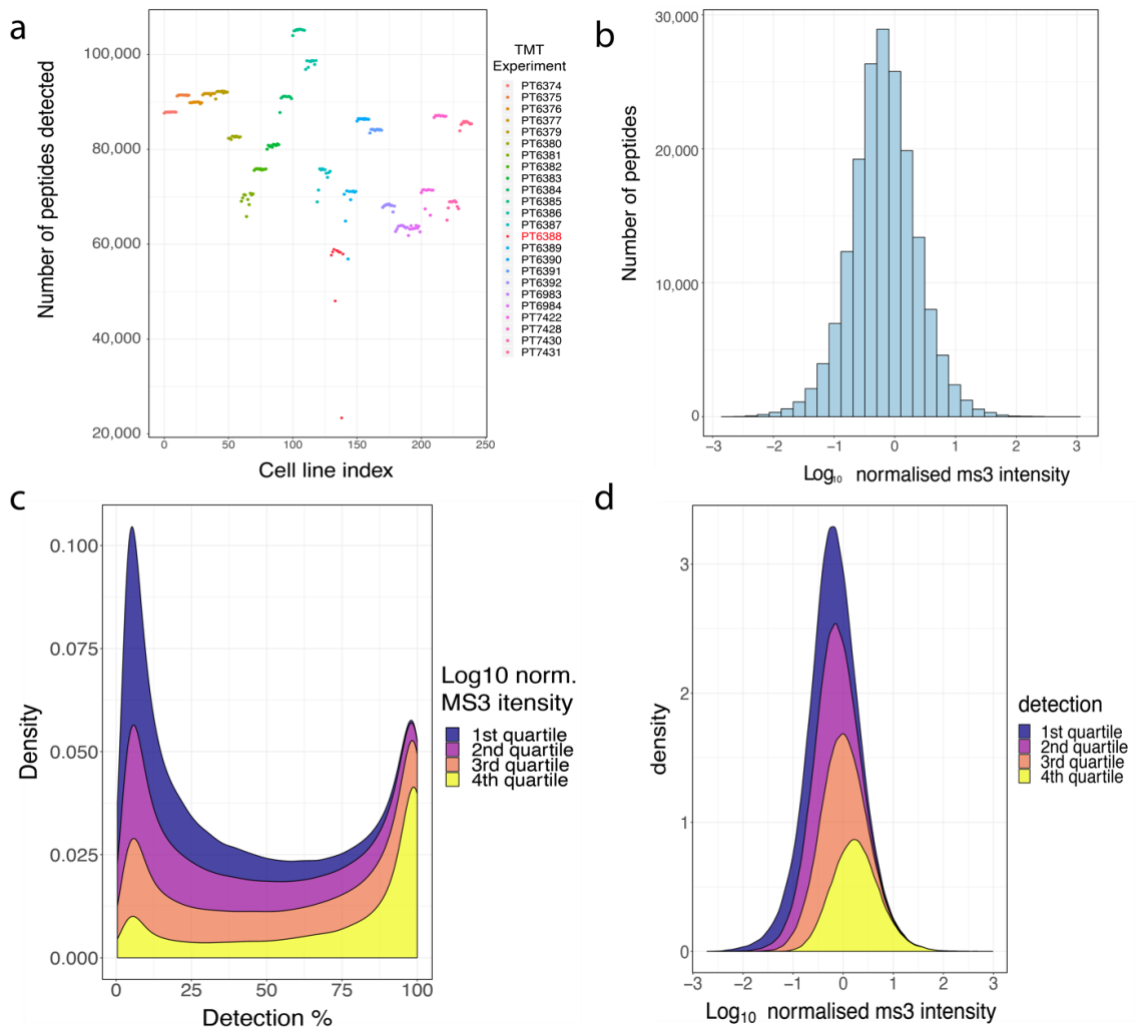 a
100,000
80,000
60,000
40,000
20,000
0
50
100
150
200
250
Number of peptides detected
Cell line index
TMT
Experiment
PT6374
PT6375
PT6376
PT6377
PT6379
PT6380
PT6381
PT6382
PT6383
PT6384
PT6385
PT6386
PT6387
PT6388
PT6389
PT6390
PT6391
PT6392
PT6983
PT6984
PT7422
PT7428
PT7430
PT7431
b
30,000
20,000
10,000
0
−3
−2
−1
0
1
2
3
Number of peptides
Log10 normalised ms3 intensity
c
0.100
0.075
0.050
0.025
0.000
0
25
50
75
100
Density
Detection %
Log10 norm.
MS3 itensity
1st quartile
2nd quartile
3rd quartile
4th quartile
d
3
2
1
0
−3
−2
−1
0
1
2
3
density
Log10 normalised ms3 intensity
detection
1st quartile
2nd quartile
3rd quartile
4th quartile